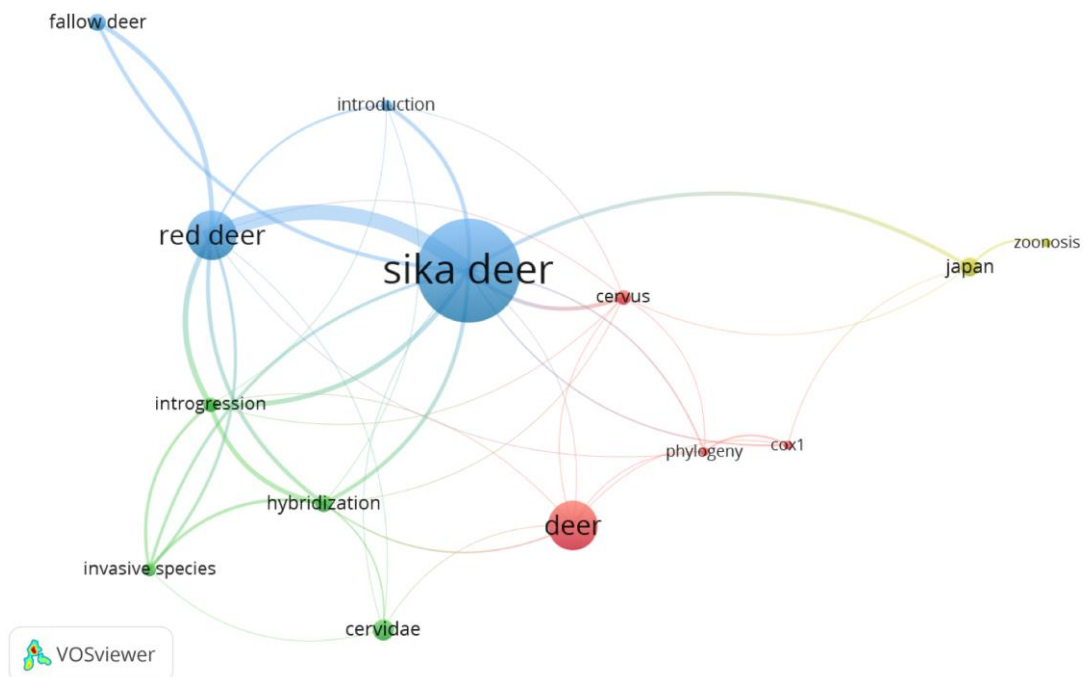 fallow deer
introduction
red deer
sika deer
zoonosis
japan
cervus
introgression
phylogeny
cox1
hybridization
deer
invasive species
cervidae
VOSviewer